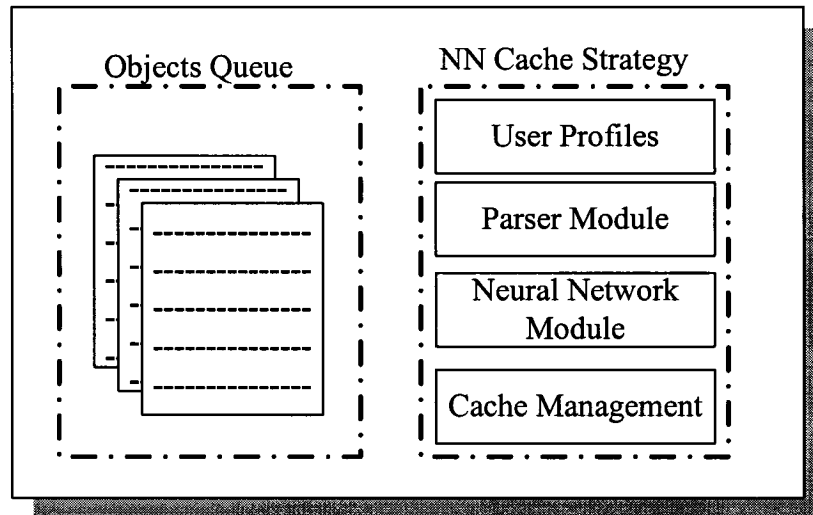 Objects Queue
NN Cache Strategy
User Profiles
Parser Module
Neural Network
Module
Cache Management